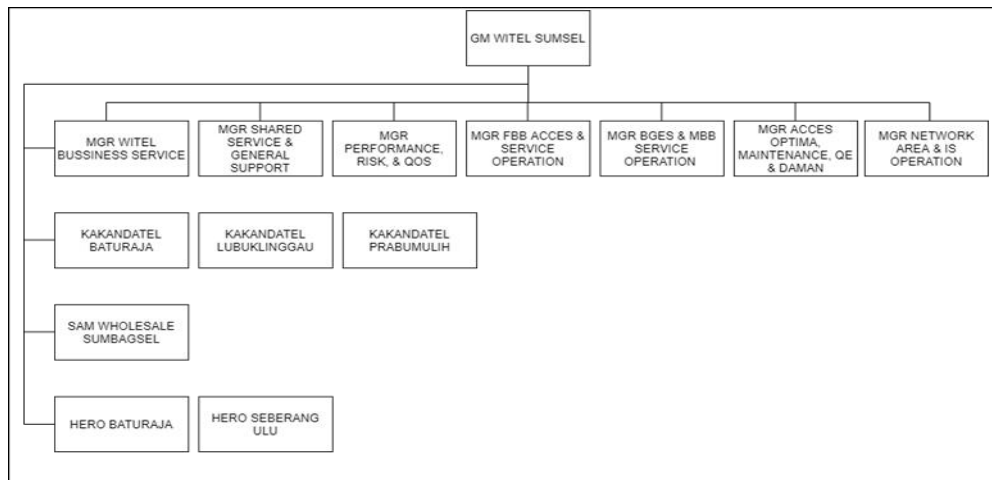 GM WITEL SUMSEL
MGR WITEL
BUSSINESS SERVICE
MGR SHARED
SERVICE &
GENERAL
SUPPORT
MGR
PERFORMANCE,
RISK, & QOS
MGR FBB ACCES &
SERVICE
OPERATION
MGR BGES & MBB
SERVICE
OPERATION
MGR ACCES
OPTIMA,
MAINTENANCE, QE
& DAMAN
MGR NETWORK
AREA & IS
OPERATION
KAKANDATEL
BATURAJA
KAKANDATEL
LUBUKLINGGAU
KAKANDATEL
PRABUMULIH
SAM WHOLESALE
SUMBAGSEL
HERO BATURAJA
HERO SEBERANG
ULU